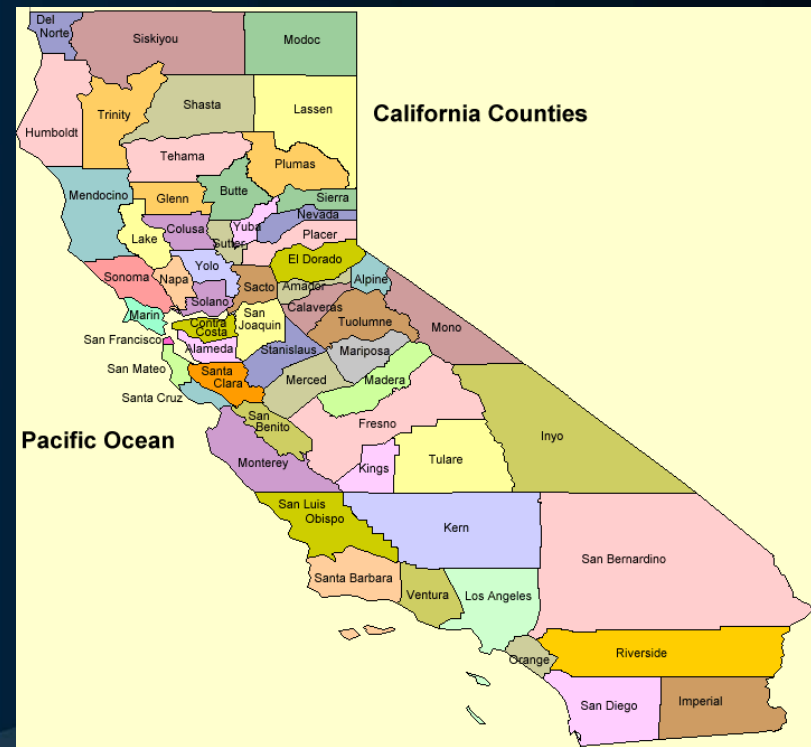 Del
Norte
Siskiyou
Modoc
Humboldt
Trinity
Shasta
Lassen
California Counties
Tehama
Plumas
Mendocino
Glenn
Butte
Sierra
Nevada
Lake
Colusa
Sutter
Yuba
Placer
Sonoma
Napa
Yolo
El Dorado
Sacto
Amador
Alpine
Marin
Solano
Contra
Costa
San
Joaquin
Calaveras
Tuolumne
Mono
San Francisco
Alameda
Stanislaus
Mariposa
San Mateo
Santa
Clara
Merced
Madera
Santa Cruz
San
Benito
Fresno
Inyo
Pacific Ocean
Monterey
Kings
Tulare
San Luis
Obispo
Kern
San Bernardino
Santa Barbara
Ventura
Los Angeles
Orange
Riverside
San Diego
Imperial